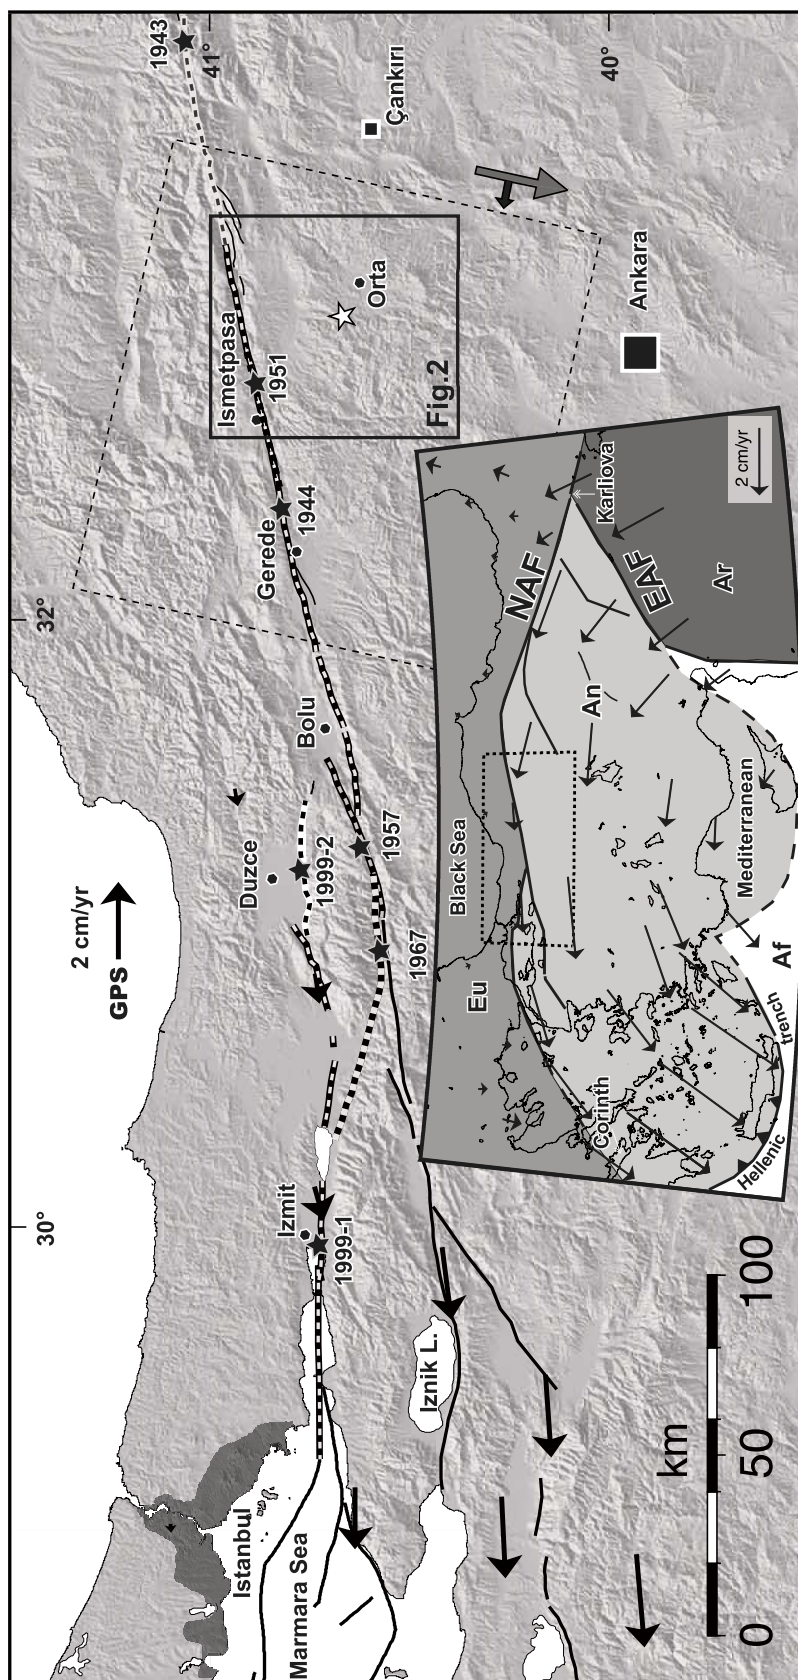 1943
41°
40°
Çankırı
Ankara
Orta
Ismetpasa
1951
Fig.2
Gerede
1944
32°
Bolu
Duzce
1999-2
1957
1967
2 cm/yr
GPS
Izmit
1999-1
30°
Iznik L.
Istanbul
Marmara Sea
km
0
50
100
2 cm/yr
Karliova
NAF
EAF
Ar
An
Black Sea
Mediterranean
Eu
Af
Corinth
Hellenic
trench